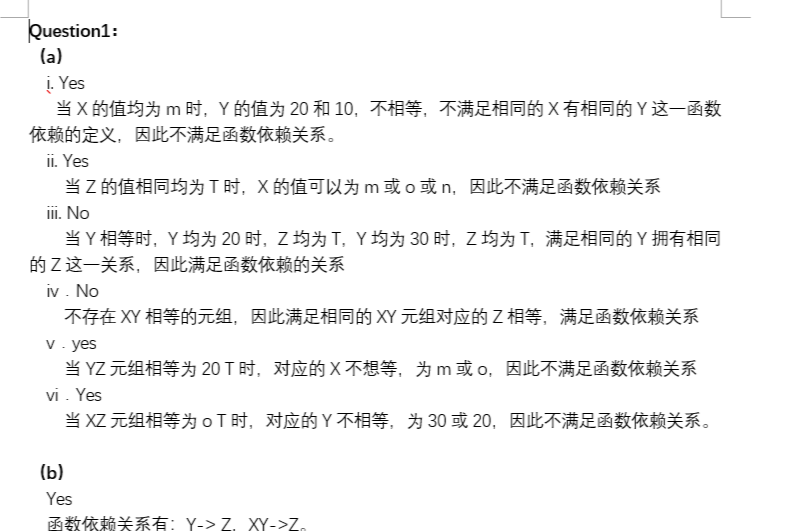 Question1:
(a)
i. Yes
当 X 的值均为 m 时，Y 的值为 20 和 10，不相等，不满足相同的 X 有相同的 Y 这一函数
依赖的定义，因此不满足函数依赖关系。
ii. Yes
当 Z 的值相同均为 T 时，X 的值可以为 m 或 o 或 n，因此不满足函数依赖关系
iii. No
当 Y 相等时，Y 均为 20 时，Z 均为 T，Y 均为 30 时，Z 均为 T，满足相同的 Y 拥有相同
的 Z 这一关系，因此满足函数依赖的关系
iv . No
不存在 XY 相等的元组，因此满足相同的 XY 元组对应的 Z 相等，满足函数依赖关系
v . yes
当 YZ 元组相等为 20 T 时，对应的 X 不想等，为 m 或 o，因此不满足函数依赖关系
vi . Yes
当 XZ 元组相等为 o T 时，对应的 Y 不相等，为 30 或 20，因此不满足函数依赖关系。
(b)
Yes
函数依赖关系有：Y-> Z，XY->Z。